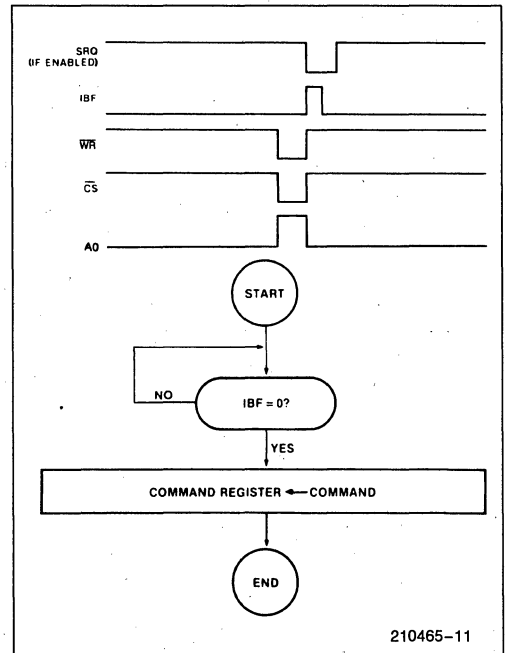 SRQ
(IF ENABLED)
IBF
WR
CS
A0
START
NO
IBF = 0?
YES
COMMAND REGISTER ← COMMAND
END
210465-11